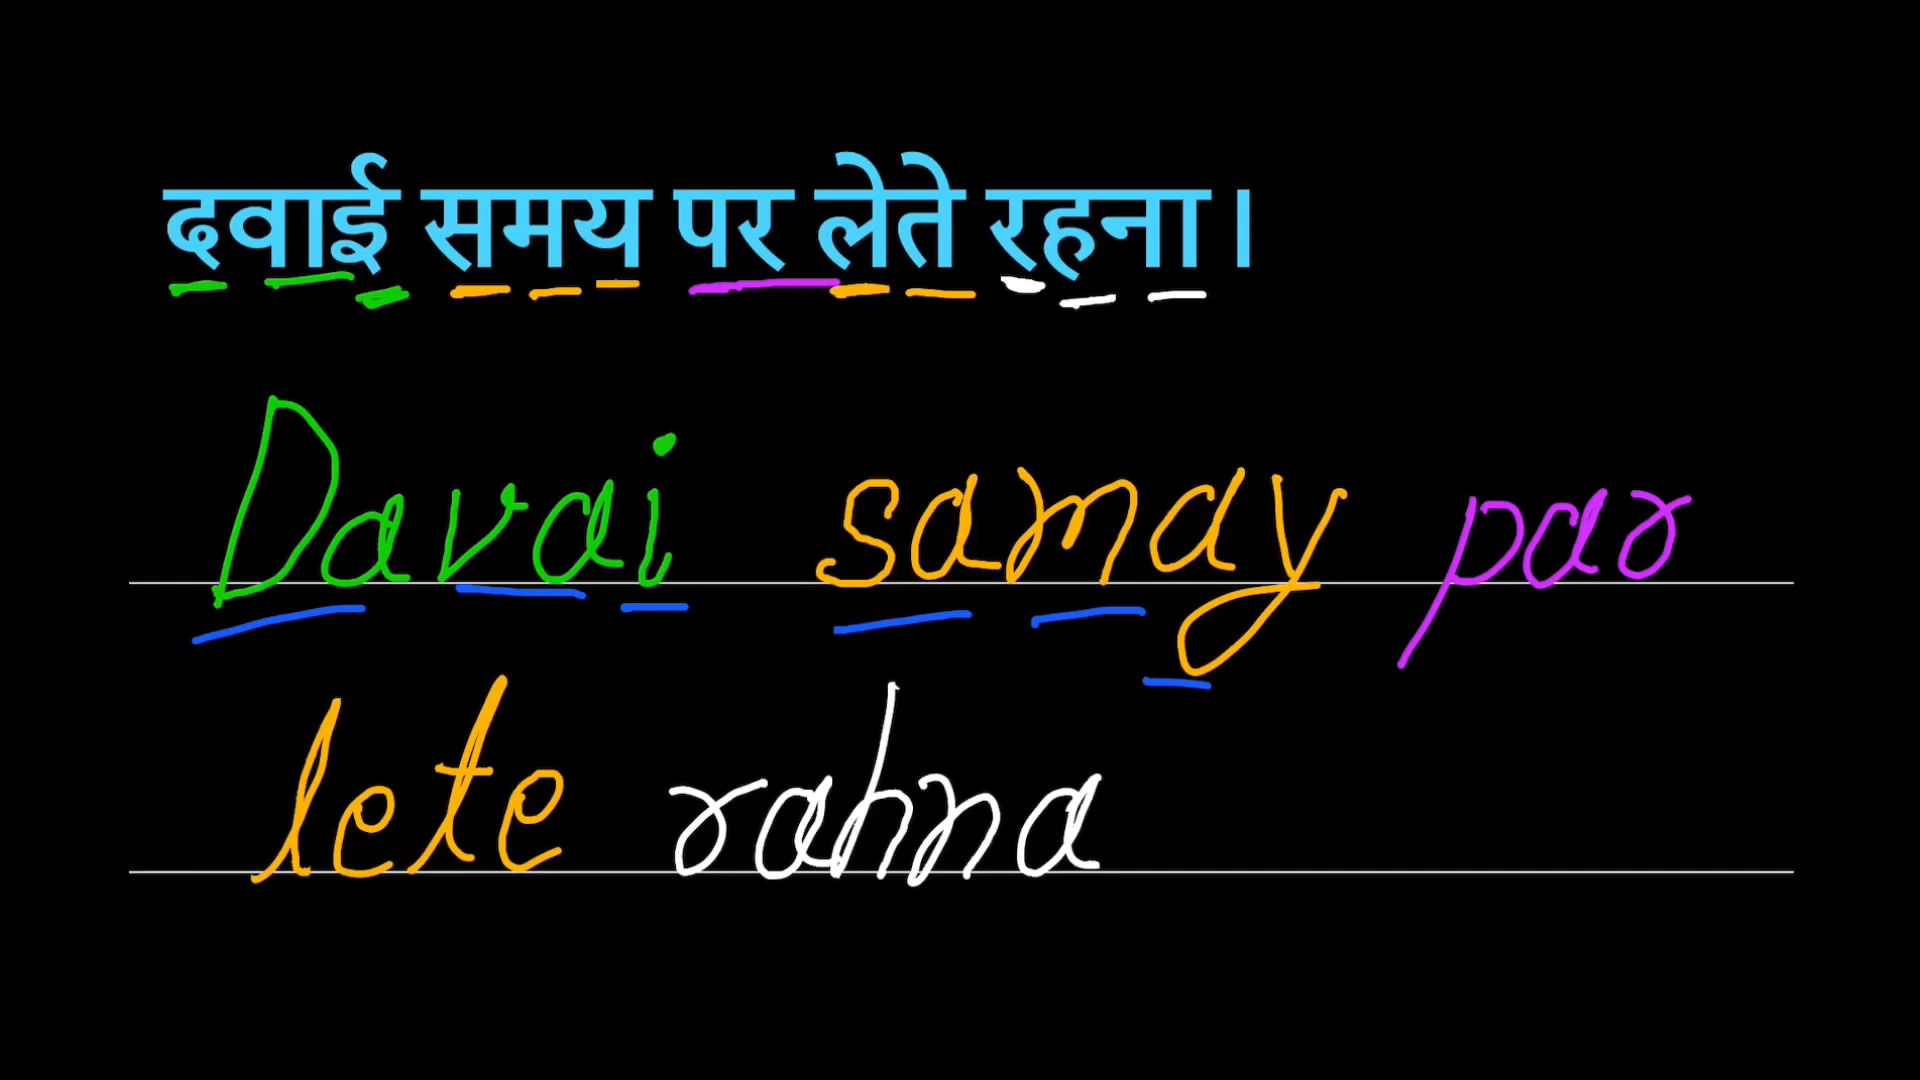 दवाई समय पर लेते रहना।
Davai samay par
lete rahna